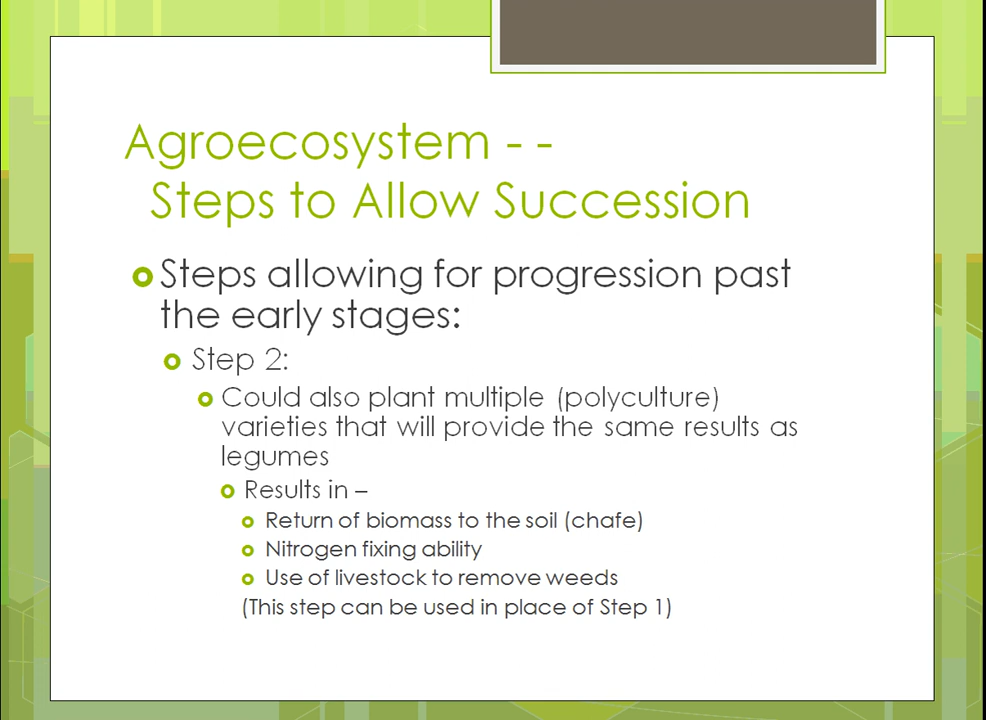 Agroecosystem - -
Steps to Allow Succession
Steps allowing for progression past
the early stages:
Step 2:
Could also plant multiple (polyculture)
varieties that will provide the same results as
legumes
Results in –
Return of biomass to the soil (chafe)
Nitrogen fixing ability
Use of livestock to remove weeds
(This step can be used in place of Step 1)